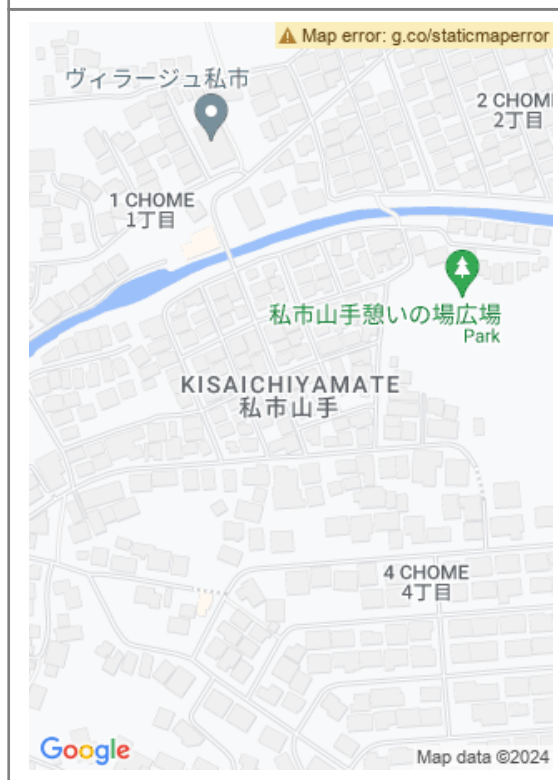 Map error: g.co/staticmaperror
ヴィラージュ私市
2 CHOME
2丁目
1 CHOME
1丁目
私市山手憩いの場広場
Park
KISAICHIYAMATE
私市山手
4 CHOME
4丁目
Google
Map data ©2024